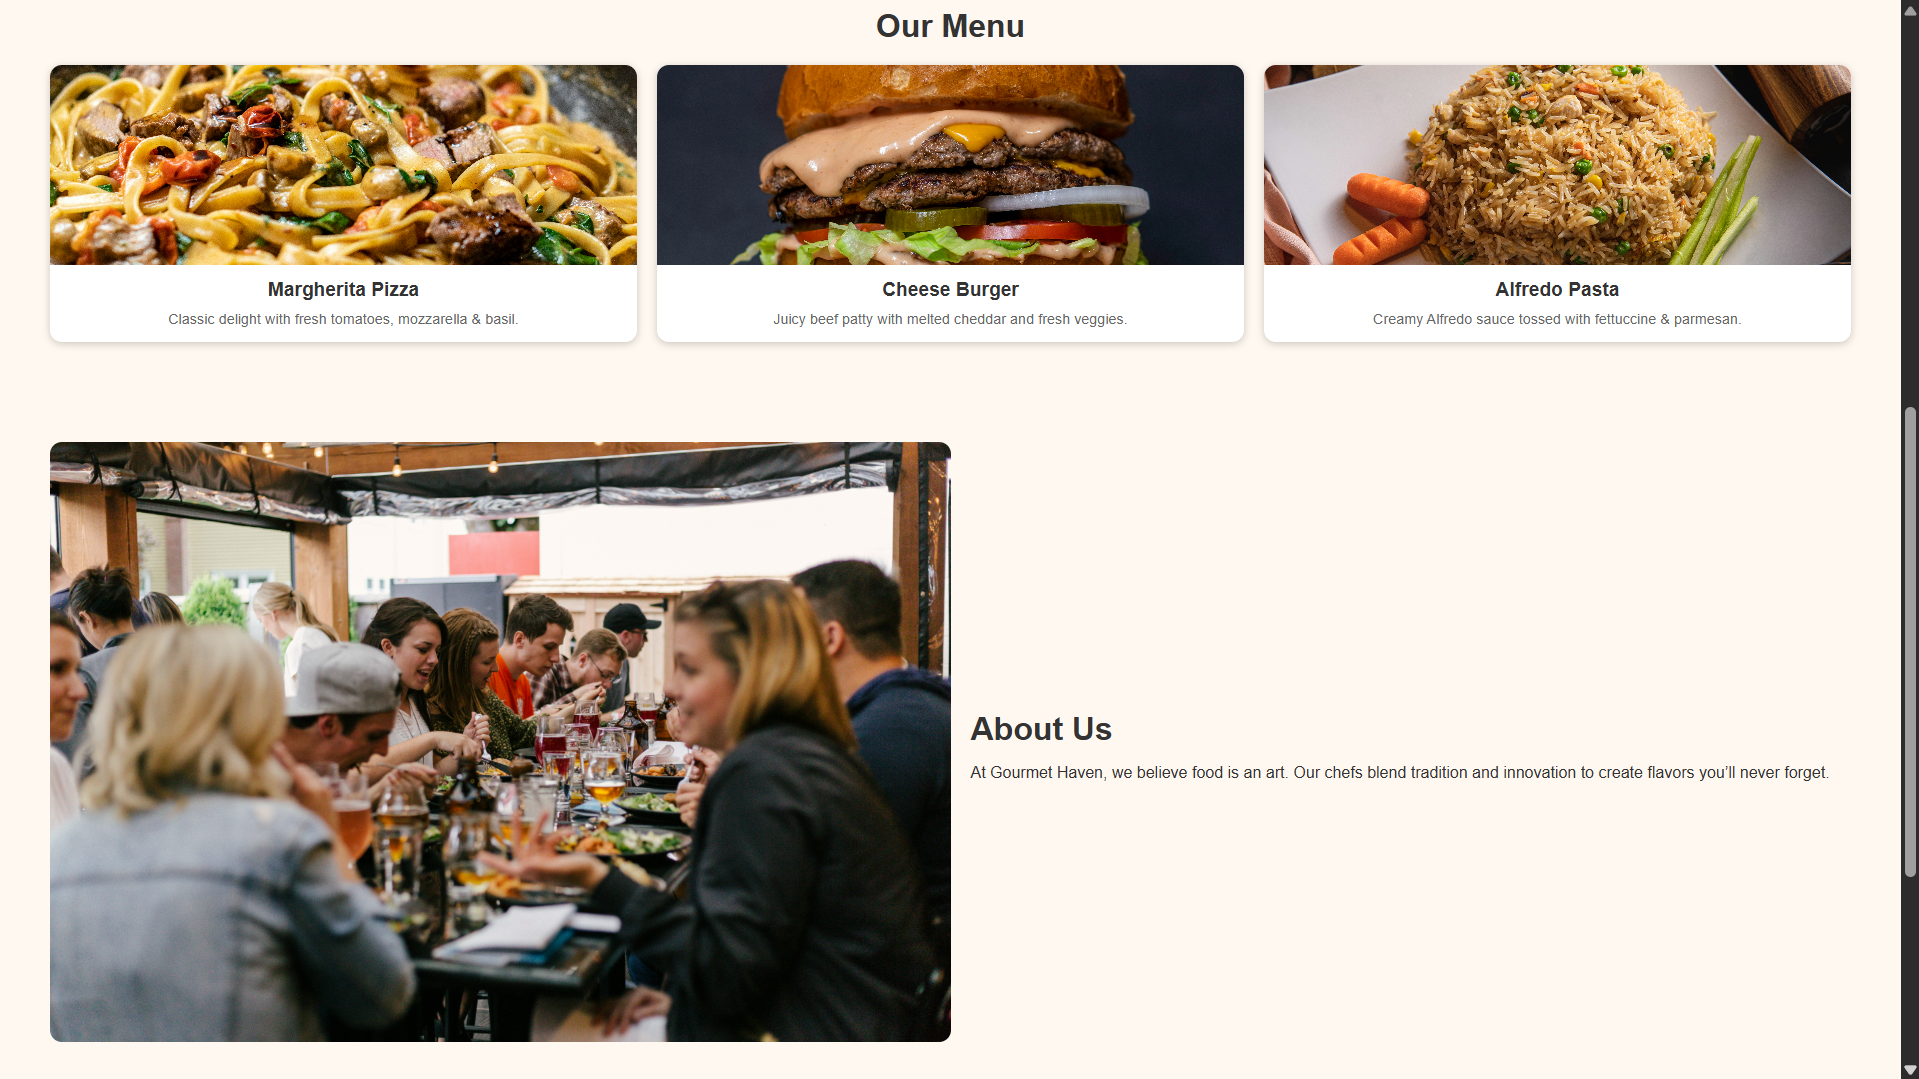 Our Menu
Margherita Pizza
Classic delight with fresh tomatoes, mozzarella & basil.
Cheese Burger
Juicy beef patty with melted cheddar and fresh veggies.
Alfredo Pasta
Creamy Alfredo sauce tossed with fettuccine & parmesan.
About Us
At Gourmet Haven, we believe food is an art. Our chefs blend tradition and innovation to create flavors you’ll never forget.